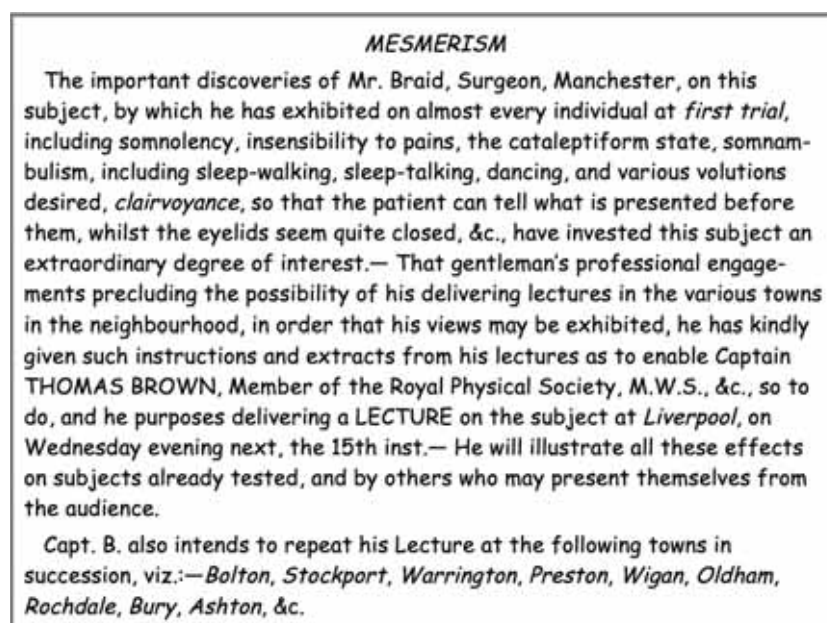 MESMERISM
The important discoveries of Mr. Braid, Surgeon, Manchester, on this
subject, by which he has exhibited on almost every individual at first trial,
including somnolency, insensibility to pains, the cataleptiform state, somnam-
bulism, including sleep-walking, sleep-talking, dancing, and various volutions
desired, clairvoyance, so that the patient can tell what is presented before
them, whilst the eyelids seem quite closed, &c., have invested this subject an
extraordinary degree of interest.— That gentleman's professional engage-
ments precluding the possibility of his delivering lectures in the various towns
in the neighbourhood, in order that his views may be exhibited, he has kindly
given such instructions and extracts from his lectures as to enable Captain
THOMAS BROWN, Member of the Royal Physical Society, M.W.S., &c., so to
do, and he purposes delivering a LECTURE on the subject at Liverpool, on
Wednesday evening next, the 15th inst.— He will illustrate all these effects
on subjects already tested, and by others who may present themselves from
the audience.
Capt. B. also intends to repeat his Lecture at the following towns in
succession, viz.:—Bolton, Stockport, Warrington, Preston, Wigan, Oldham,
Rochdale, Bury, Ashton, &c.